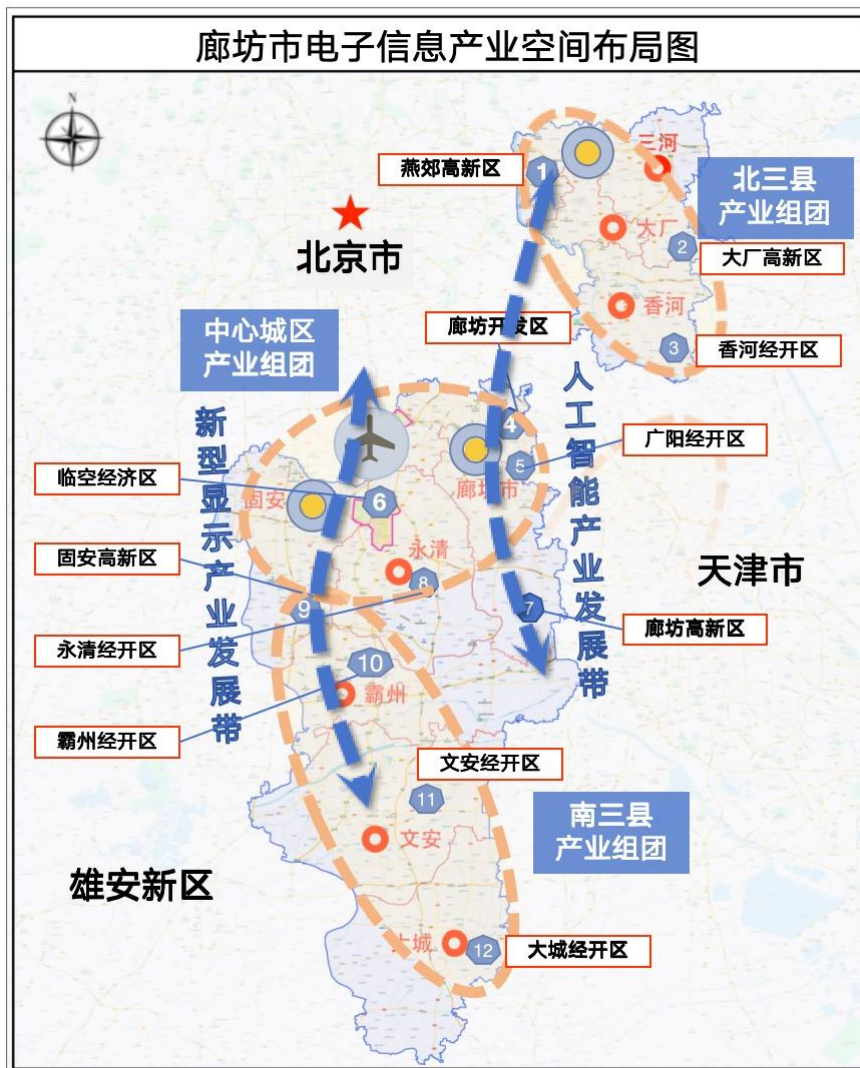 廊坊市电子信息产业空间布局图
N
三河
燕郊高新区
1
北三县
产业组团
大厂
2
大厂高新区
北京市
香河
廊坊开发区
3
香河经开区
中心城区
产业组团
人工智能产业发展带
新型显示产业发展带
4
广阳经开区
5
临空经济区
固安
6
廊坊市
永清
固安高新区
8
天津市
9
7
廊坊高新区
永清经开区
10
霸州
霸州经开区
文安经开区
11
南三县
产业组团
文安
雄安新区
大城
12
大城经开区